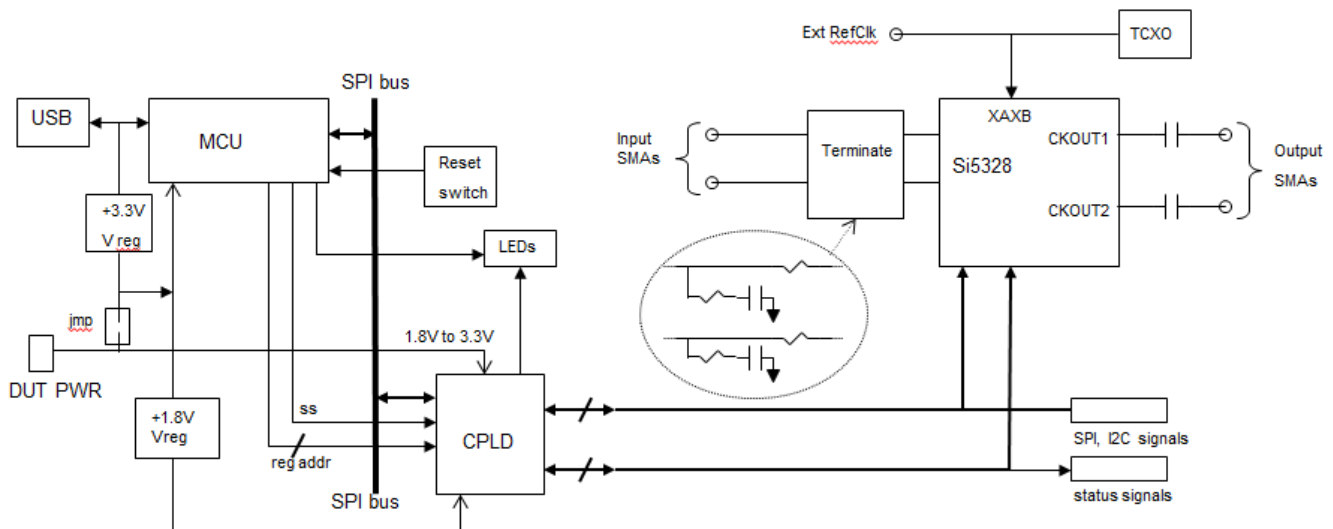 Ext RefClk
TCXO
SPI bus
USB
MCU
XAXB
Input
SMAs
Terminate
Si5328
CKOUT1
CKOUT2
Output
SMAs
Reset
switch
+3.3V
V reg
LEDs
jmp
1.8V to 3.3V
DUT PWR
+1.8V
Vreg
ss
reg addr
CPLD
SPI bus
SPI, I2C signals
status signals